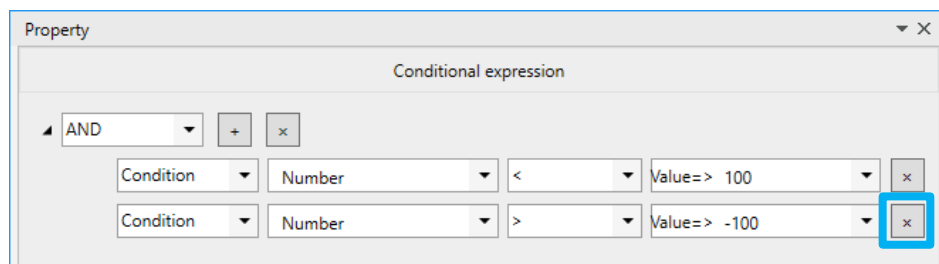 Property
Conditional expression
AND + ×
Condition Number < Value=> 100 ×
Condition Number > Value=> -100 ×